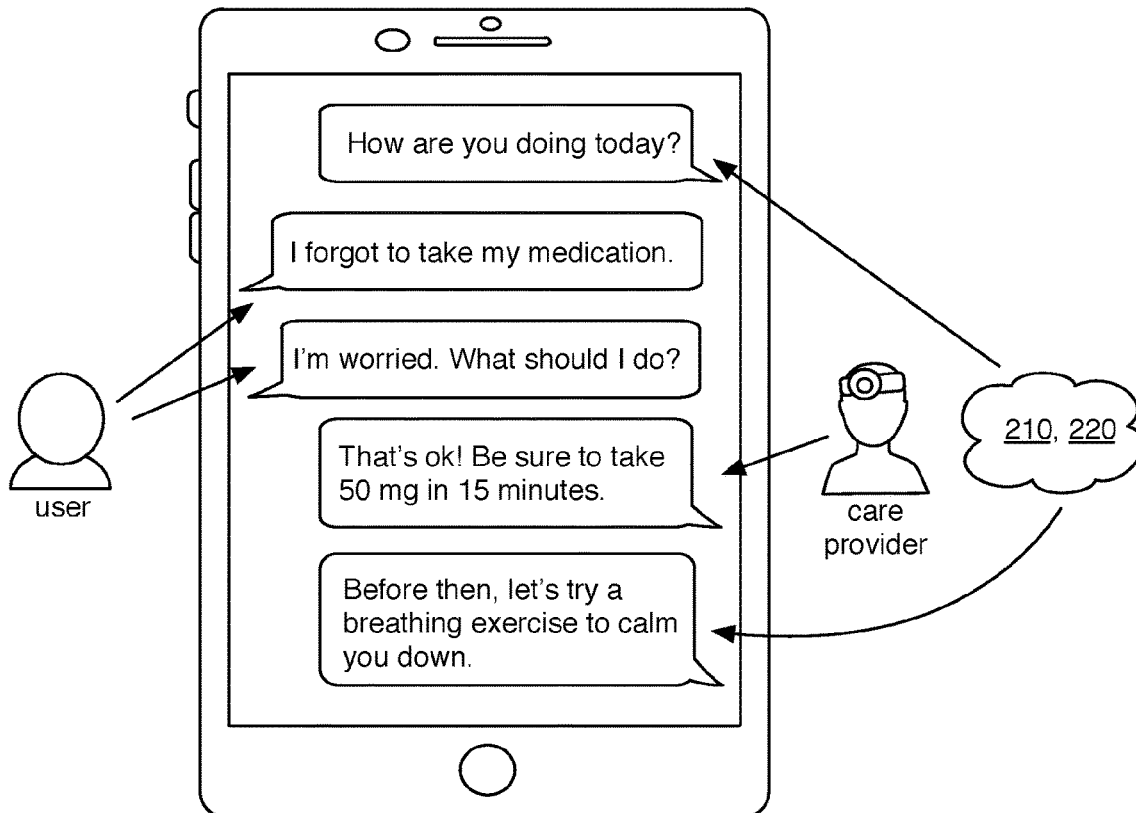 How are you doing today?
I forgot to take my medication.
I'm worried. What should I do?
That's ok! Be sure to take
50 mg in 15 minutes.
Before then, let's try a
breathing exercise to calm
you down.
user
care
provider
210, 220